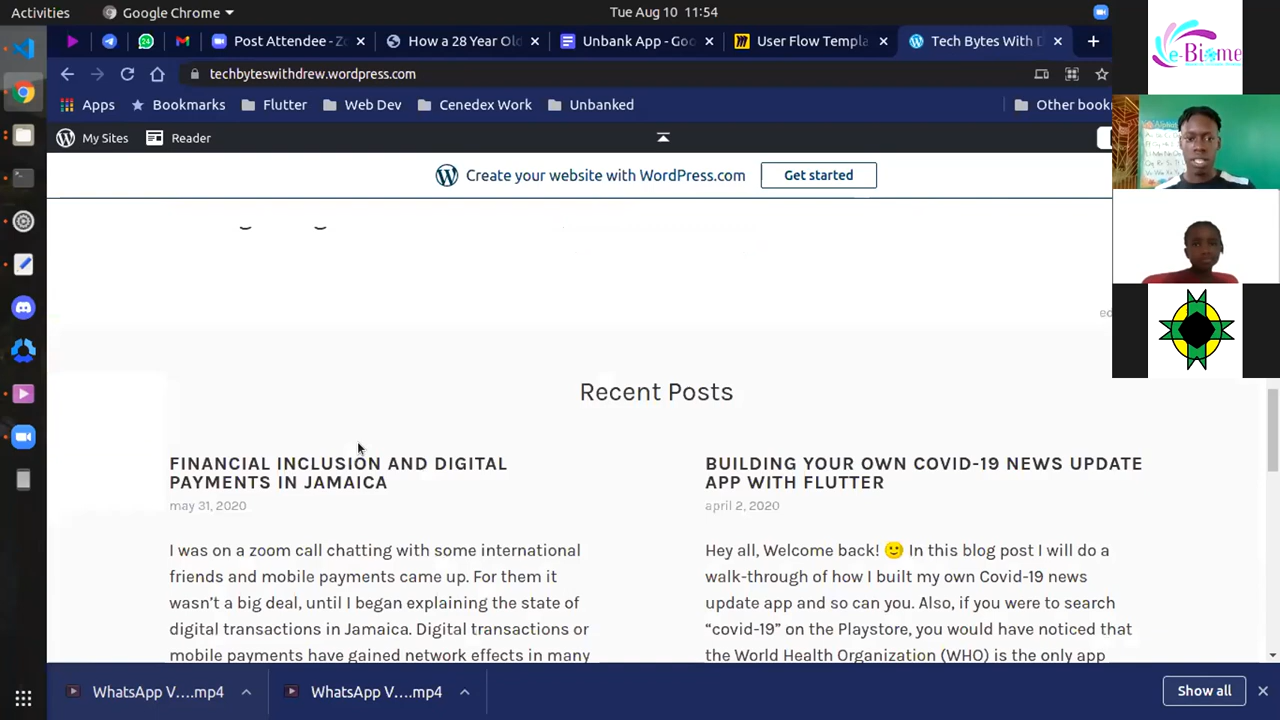 Activities Google Chrome Tue Aug 10 11:54
Post Attendee - Zo How a 28 Year Old Unbank App - Goo User Flow Templa Tech Bytes With D
techbyteswithdrew.wordpress.com
Apps Bookmarks Flutter Web Dev Cenedex Work Unbanked Other book
My Sites Reader
Create your website with WordPress.com Get started
e-Biome
Recent Posts
FINANCIAL INCLUSION AND DIGITAL
PAYMENTS IN JAMAICA
may 31, 2020
I was on a zoom call chatting with some international
friends and mobile payments came up. For them it
wasn't a big deal, until I began explaining the state of
digital transactions in Jamaica. Digital transactions or
mobile payments have gained network effects in many
BUILDING YOUR OWN COVID-19 NEWS UPDATE
APP WITH FLUTTER
april 2, 2020
Hey all, Welcome back! 🙂 In this blog post I will do a
walk-through of how I built my own Covid-19 news
update app and so can you. Also, if you were to search
“covid-19” on the Playstore, you would have noticed that
the World Health Organization (WHO) is the only app
WhatsApp V....mp4 WhatsApp V....mp4 Show all